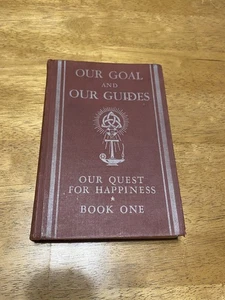 OUR GOAL
AND
OUR GUIDES
OUR QUEST
FOR HAPPINESS
★
BOOK ONE